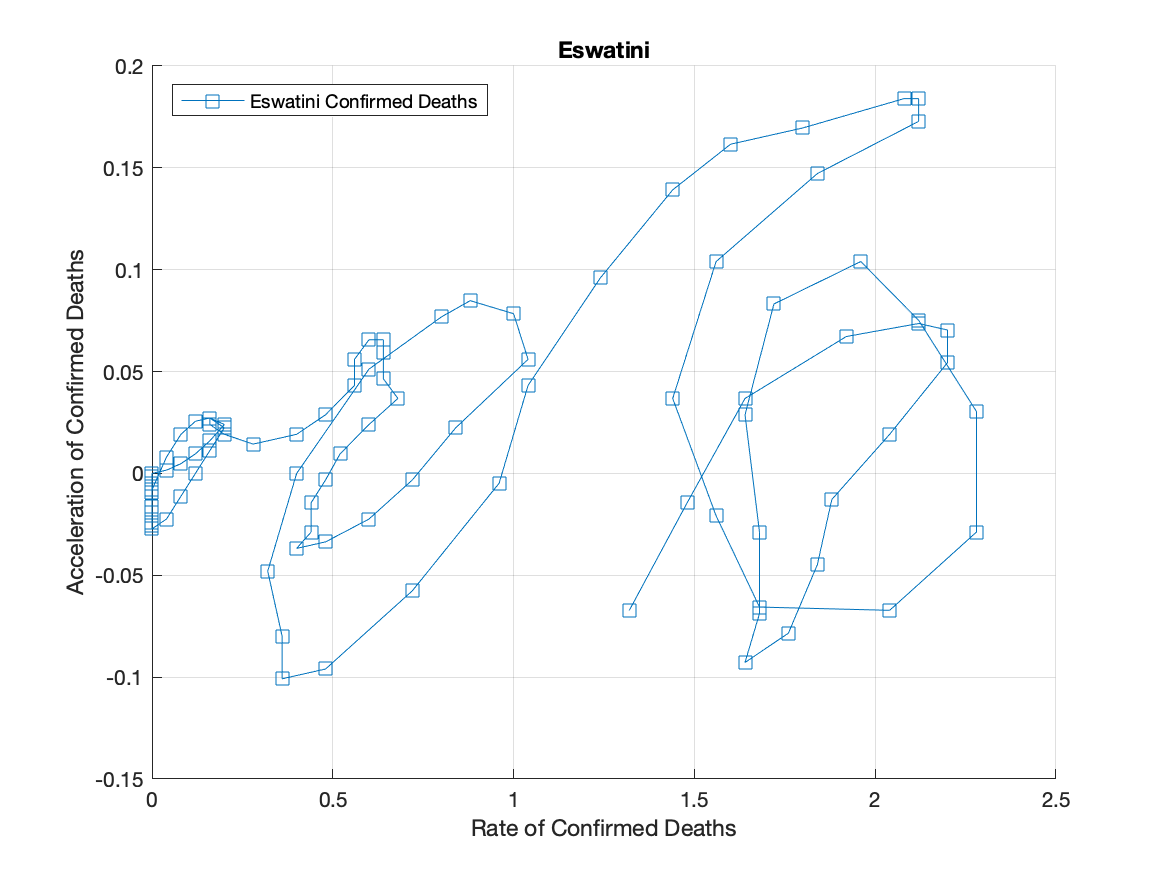 Eswatini
Eswatini Confirmed Deaths
0.2
0.15
0.1
0.05
0
-0.05
-0.1
-0.15
Acceleration of Confirmed Deaths
0 0.5 1 1.5 2 2.5
Rate of Confirmed Deaths